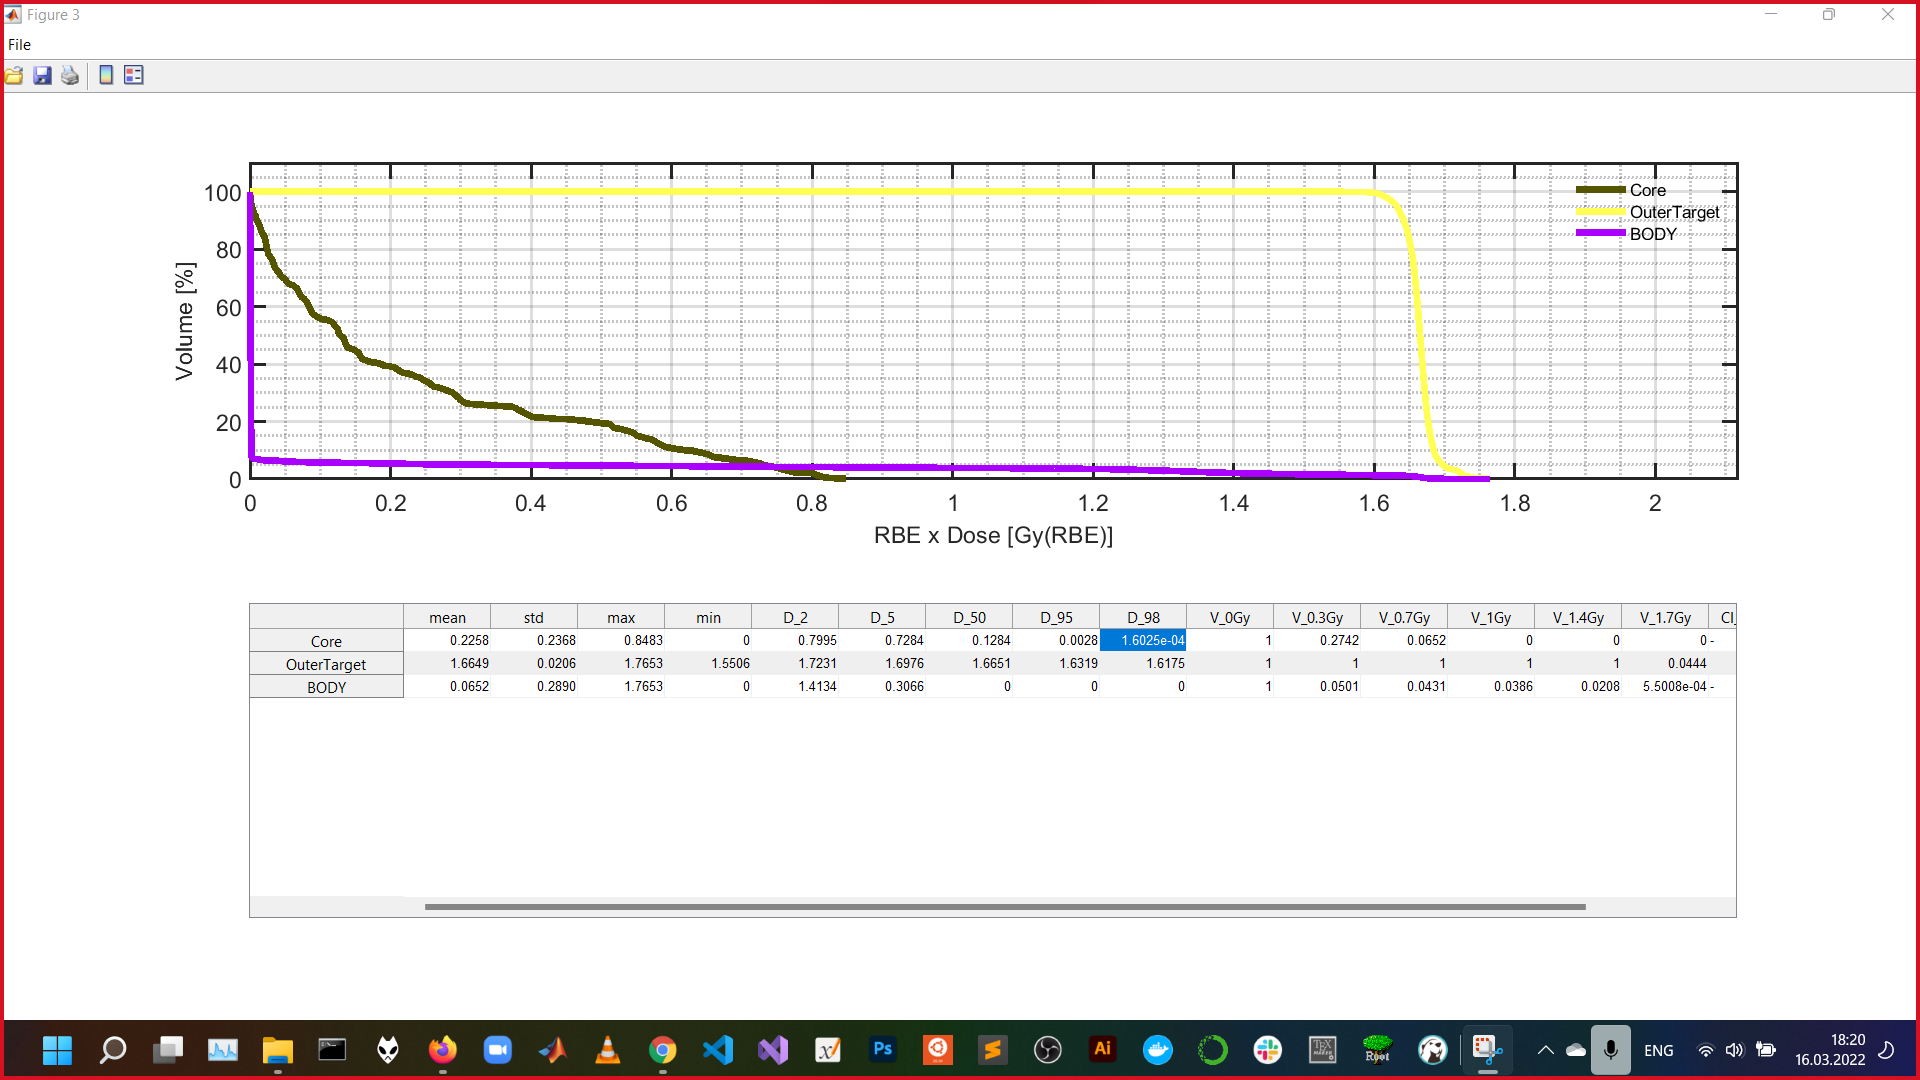 Figure 3
File
100
80
60
40
20
0
Volume [%]
Core
OuterTarget
BODY
0 0.2 0.4 0.6 0.8 1 1.2 1.4 1.6 1.8 2
RBE x Dose [Gy(RBE)]
mean std max min D_2 D_5 D_50 D_95 D_98 V_0Gy V_0.3Gy V_0.7Gy V_1Gy V_1.4Gy V_1.7Gy CI_
Core 0.2258 0.2368 0.8483 0 0.7995 0.7284 0.1284 0.0028 1.6025e-04 1 0.2742 0.0652 0 0 0 -
OuterTarget 1.6649 0.0206 1.7653 1.5506 1.7231 1.6976 1.6651 1.6319 1.6175 1 1 1 1 1 0.0444
BODY 0.0652 0.2890 1.7653 0 1.4134 0.3066 0 0 0 1 0.0501 0.0431 0.0386 0.0208 5.5008e-04 -
Ps
Ai
TEX
MAKER
Root
ENG
18:20
16.03.2022